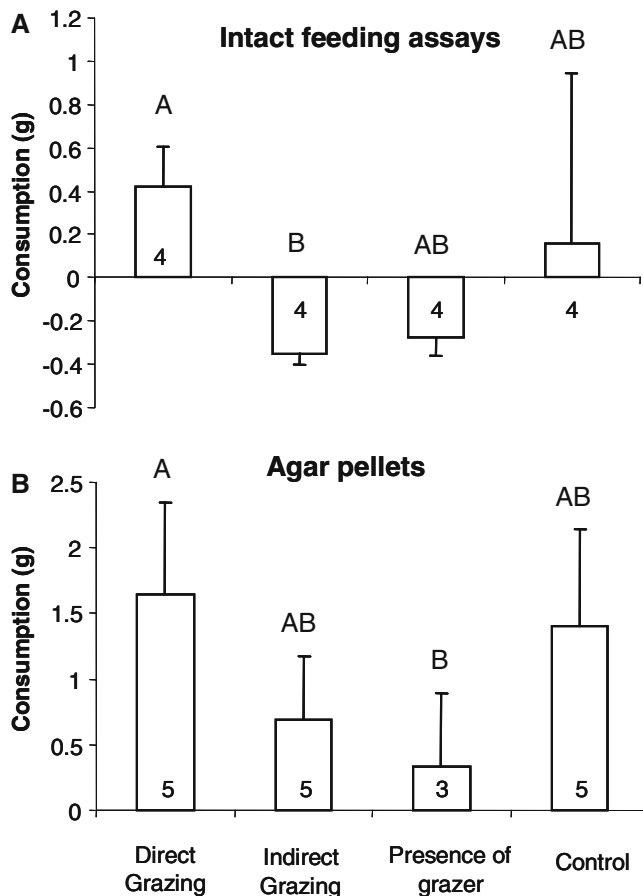 A
Intact feeding assays
Consumption (g)
1.2
1
0.8
0.6
0.4
0.2
0
-0.2
-0.4
-0.6
A
B
AB
AB
4
4
4
4
B
Agar pellets
Consumption (g)
2.5
2
1.5
1
0.5
0
A
AB
B
AB
5
5
3
5
Direct
Grazing
Indirect
Grazing
Presence of
grazer
Control